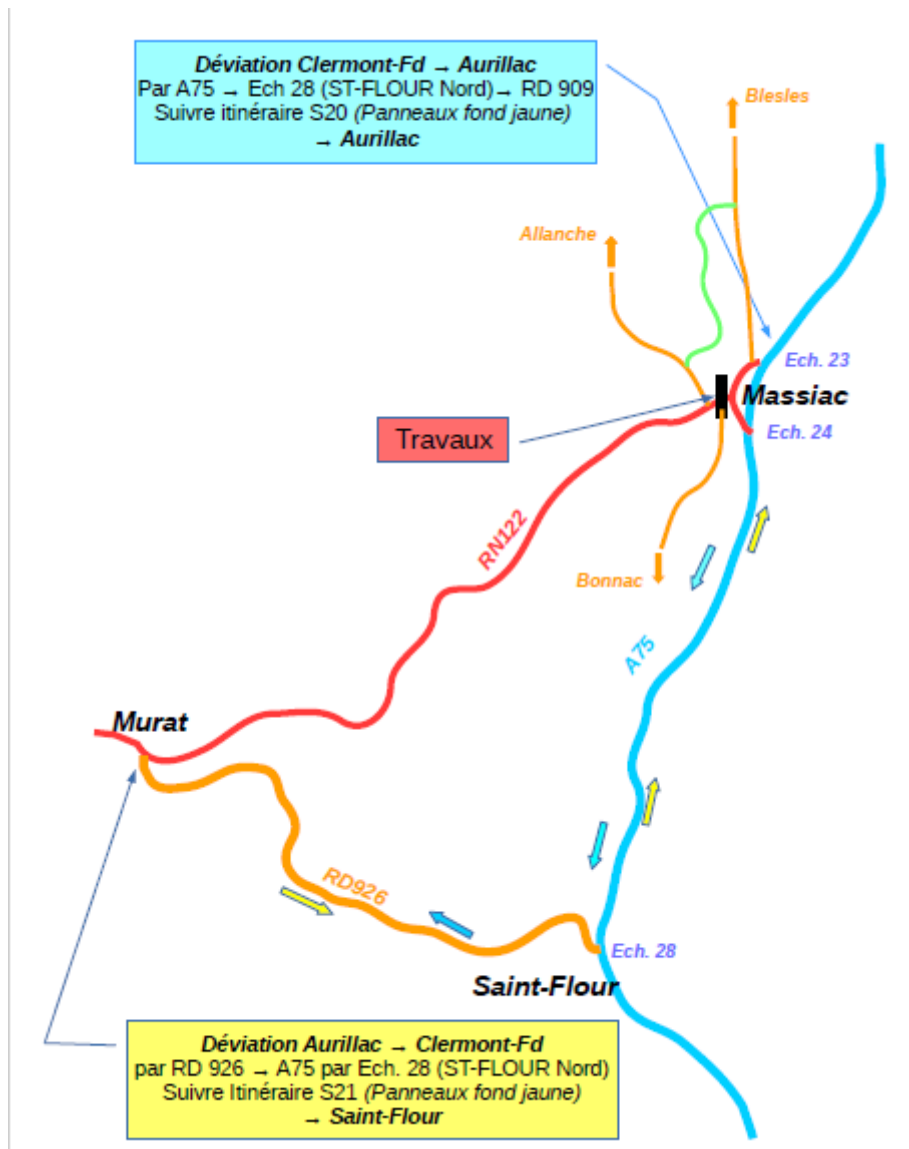 Déviation Clermont-Fd → Aurillac
Par A75 → Ech 28 (ST-FLOUR Nord)→ RD 909
Suivre itinéraire S20 (Panneaux fond jaune)
→ Aurillac
Blesles
Allanche
Ech. 23
Massiac
Ech. 24
Travaux
RN122
Bonnac
A75
Murat
RD926
Ech. 28
Saint-Flour
Déviation Aurillac → Clermont-Fd
par RD 926 → A75 par Ech. 28 (ST-FLOUR Nord)
Suivre Itinéraire S21 (Panneaux fond jaune)
→ Saint-Flour